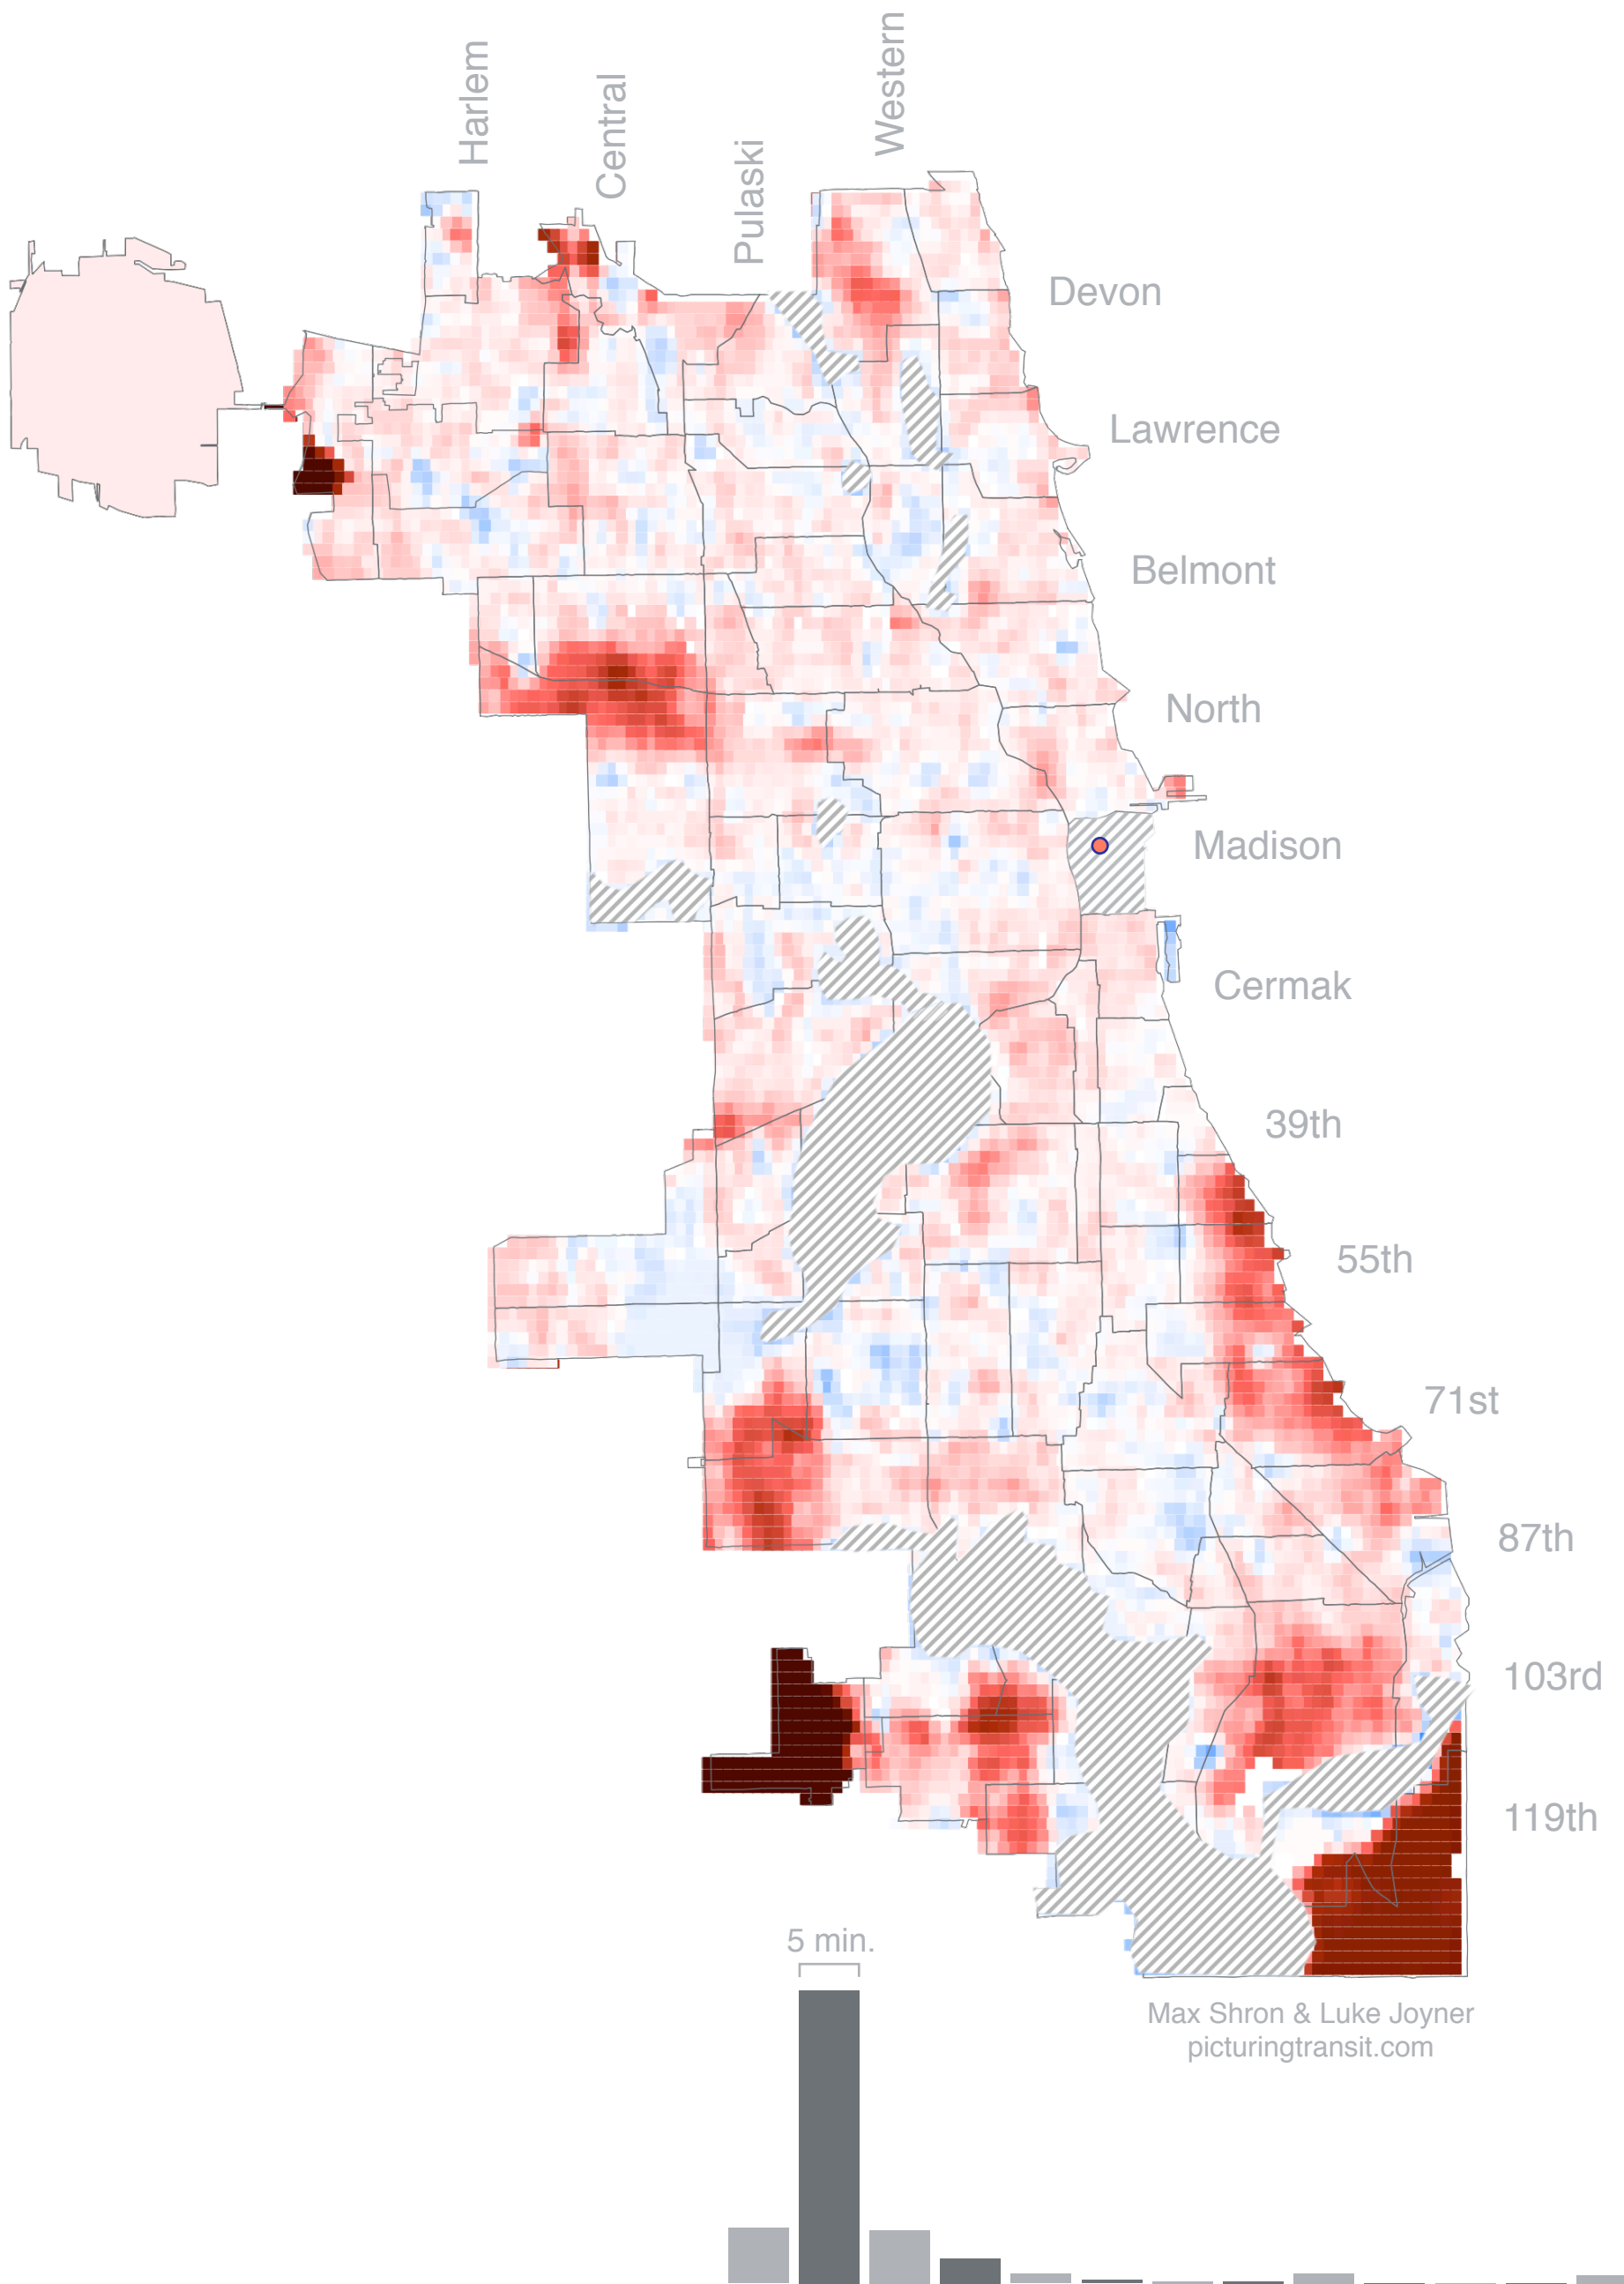 Harlem
Central
Pulaski
Western
Devon
Lawrence
Belmont
North
Madison
Cermak
39th
55th
71st
87th
103rd
119th
5 min.
Max Shron & Luke Joyner
picturingtransit.com